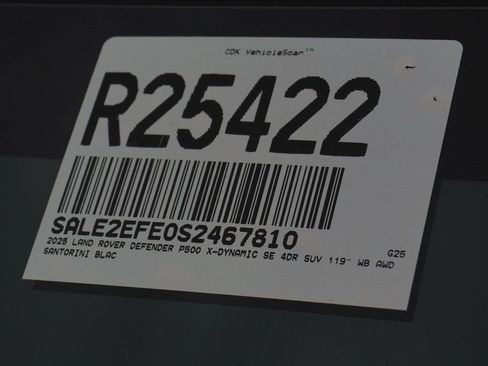 CDK VehicleScan™
R25422
SALE2EFE0S2467810
2025 LAND ROVER DEFENDER P500 X-DYNAMIC SE 4DR SUV 119" WB AWD
SANTORINI BLAC
G25